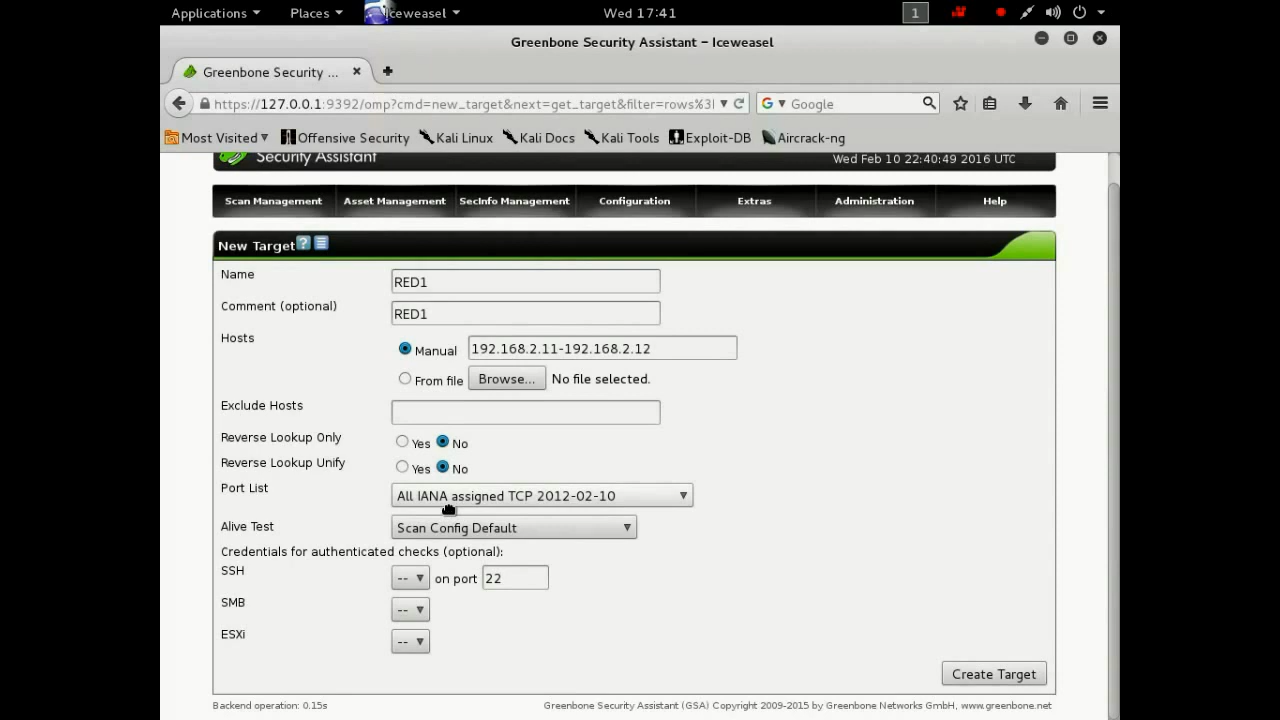 Applications Places Iceweasel Wed 17:41 1
Greenbone Security Assistant – Iceweasel
Greenbone Security ...
https://127.0.0.1:9392/omp?cmd=new_target&next=get_target&filter=rows%3 Google
Most Visited Offensive Security Kali Linux Kali Docs Kali Tools Exploit-DB Aircrack-ng
Security Assistant Wed Feb 10 22:40:49 2016 UTC
Scan Management Asset Management SecInfo Management Configuration Extras Administration Help
New Target
Name RED1
Comment (optional) RED1
Hosts Manual 192.168.2.11-192.168.2.12
From file Browse... No file selected.
Exclude Hosts
Reverse Lookup Only Yes No
Reverse Lookup Unify Yes No
Port List All IANA assigned TCP 2012-02-10
Alive Test Scan Config Default
Credentials for authenticated checks (optional):
SSH -- on port 22
SMB --
ESXi --
Create Target
Backend operation: 0.15s Greenbone Security Assistant (GSA) Copyright 2009-2015 by Greenbone Networks GmbH, www.greenbone.net